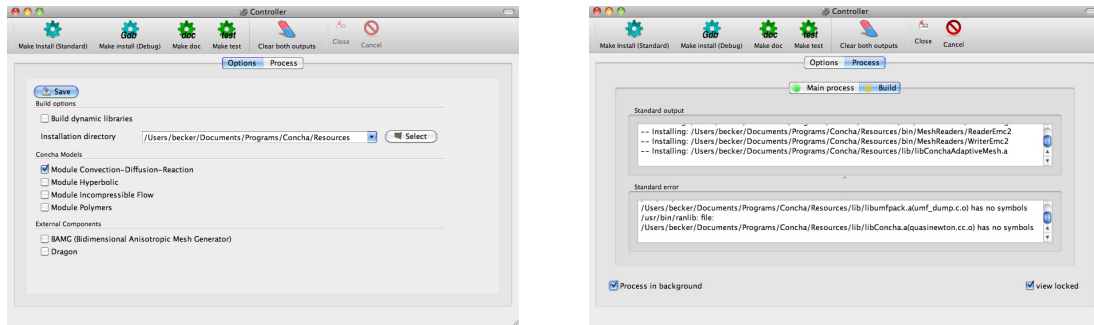 Controller
Gdb doc test
Make Install (Standard) Make install (Debug) Make doc Make test Clear both outputs Close Cancel
Options Process
Save
Build options
Build dynamic libraries
Installation directory /Users/becker/Documents/Programs/Concha/Resources Select
Concha Models
Module Convection-Diffusion-Reaction
Module Hyperbolic
Module Incompressible Flow
Module Polymers
External Components
BAMG (Bidimensional Anisotropic Mesh Generator)
Dragon
Controller
Gdb doc test
Make Install (Standard) Make install (Debug) Make doc Make test Clear both outputs Close Cancel
Options Process
Main process Build
Standard output
-- Installing: /Users/becker/Documents/Programs/Concha/Resources/bin/MeshReaders/ReaderEmc2
-- Installing: /Users/becker/Documents/Programs/Concha/Resources/bin/MeshReaders/WriterEmc2
-- Installing: /Users/becker/Documents/Programs/Concha/Resources/lib/libConchaAdaptiveMesh.a
Standard error
/Users/becker/Documents/Programs/Concha/Resources/lib/libumfpack.a(umf_dump.c.o) has no symbols
/usr/bin/ranlib: file:
/Users/becker/Documents/Programs/Concha/Resources/lib/libConcha.a(quasinewton.cc.o) has no symbols
Process in background view locked